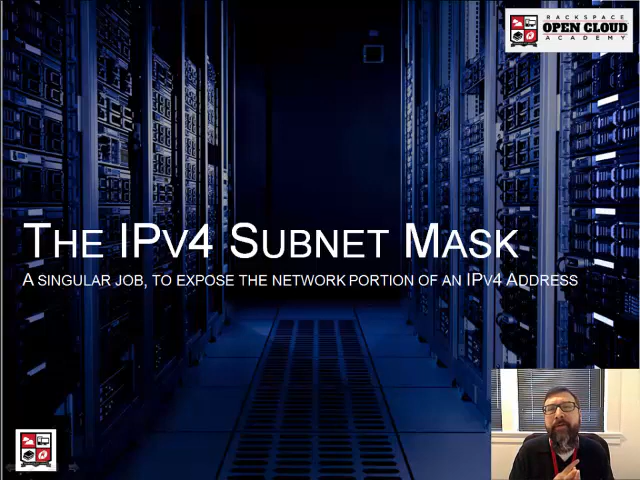 RACKSPACE
OPEN CLOUD
ACADEMY
THE IPV4 SUBNET MASK
A SINGULAR JOB, TO EXPOSE THE NETWORK PORTION OF AN IPV4 ADDRESS